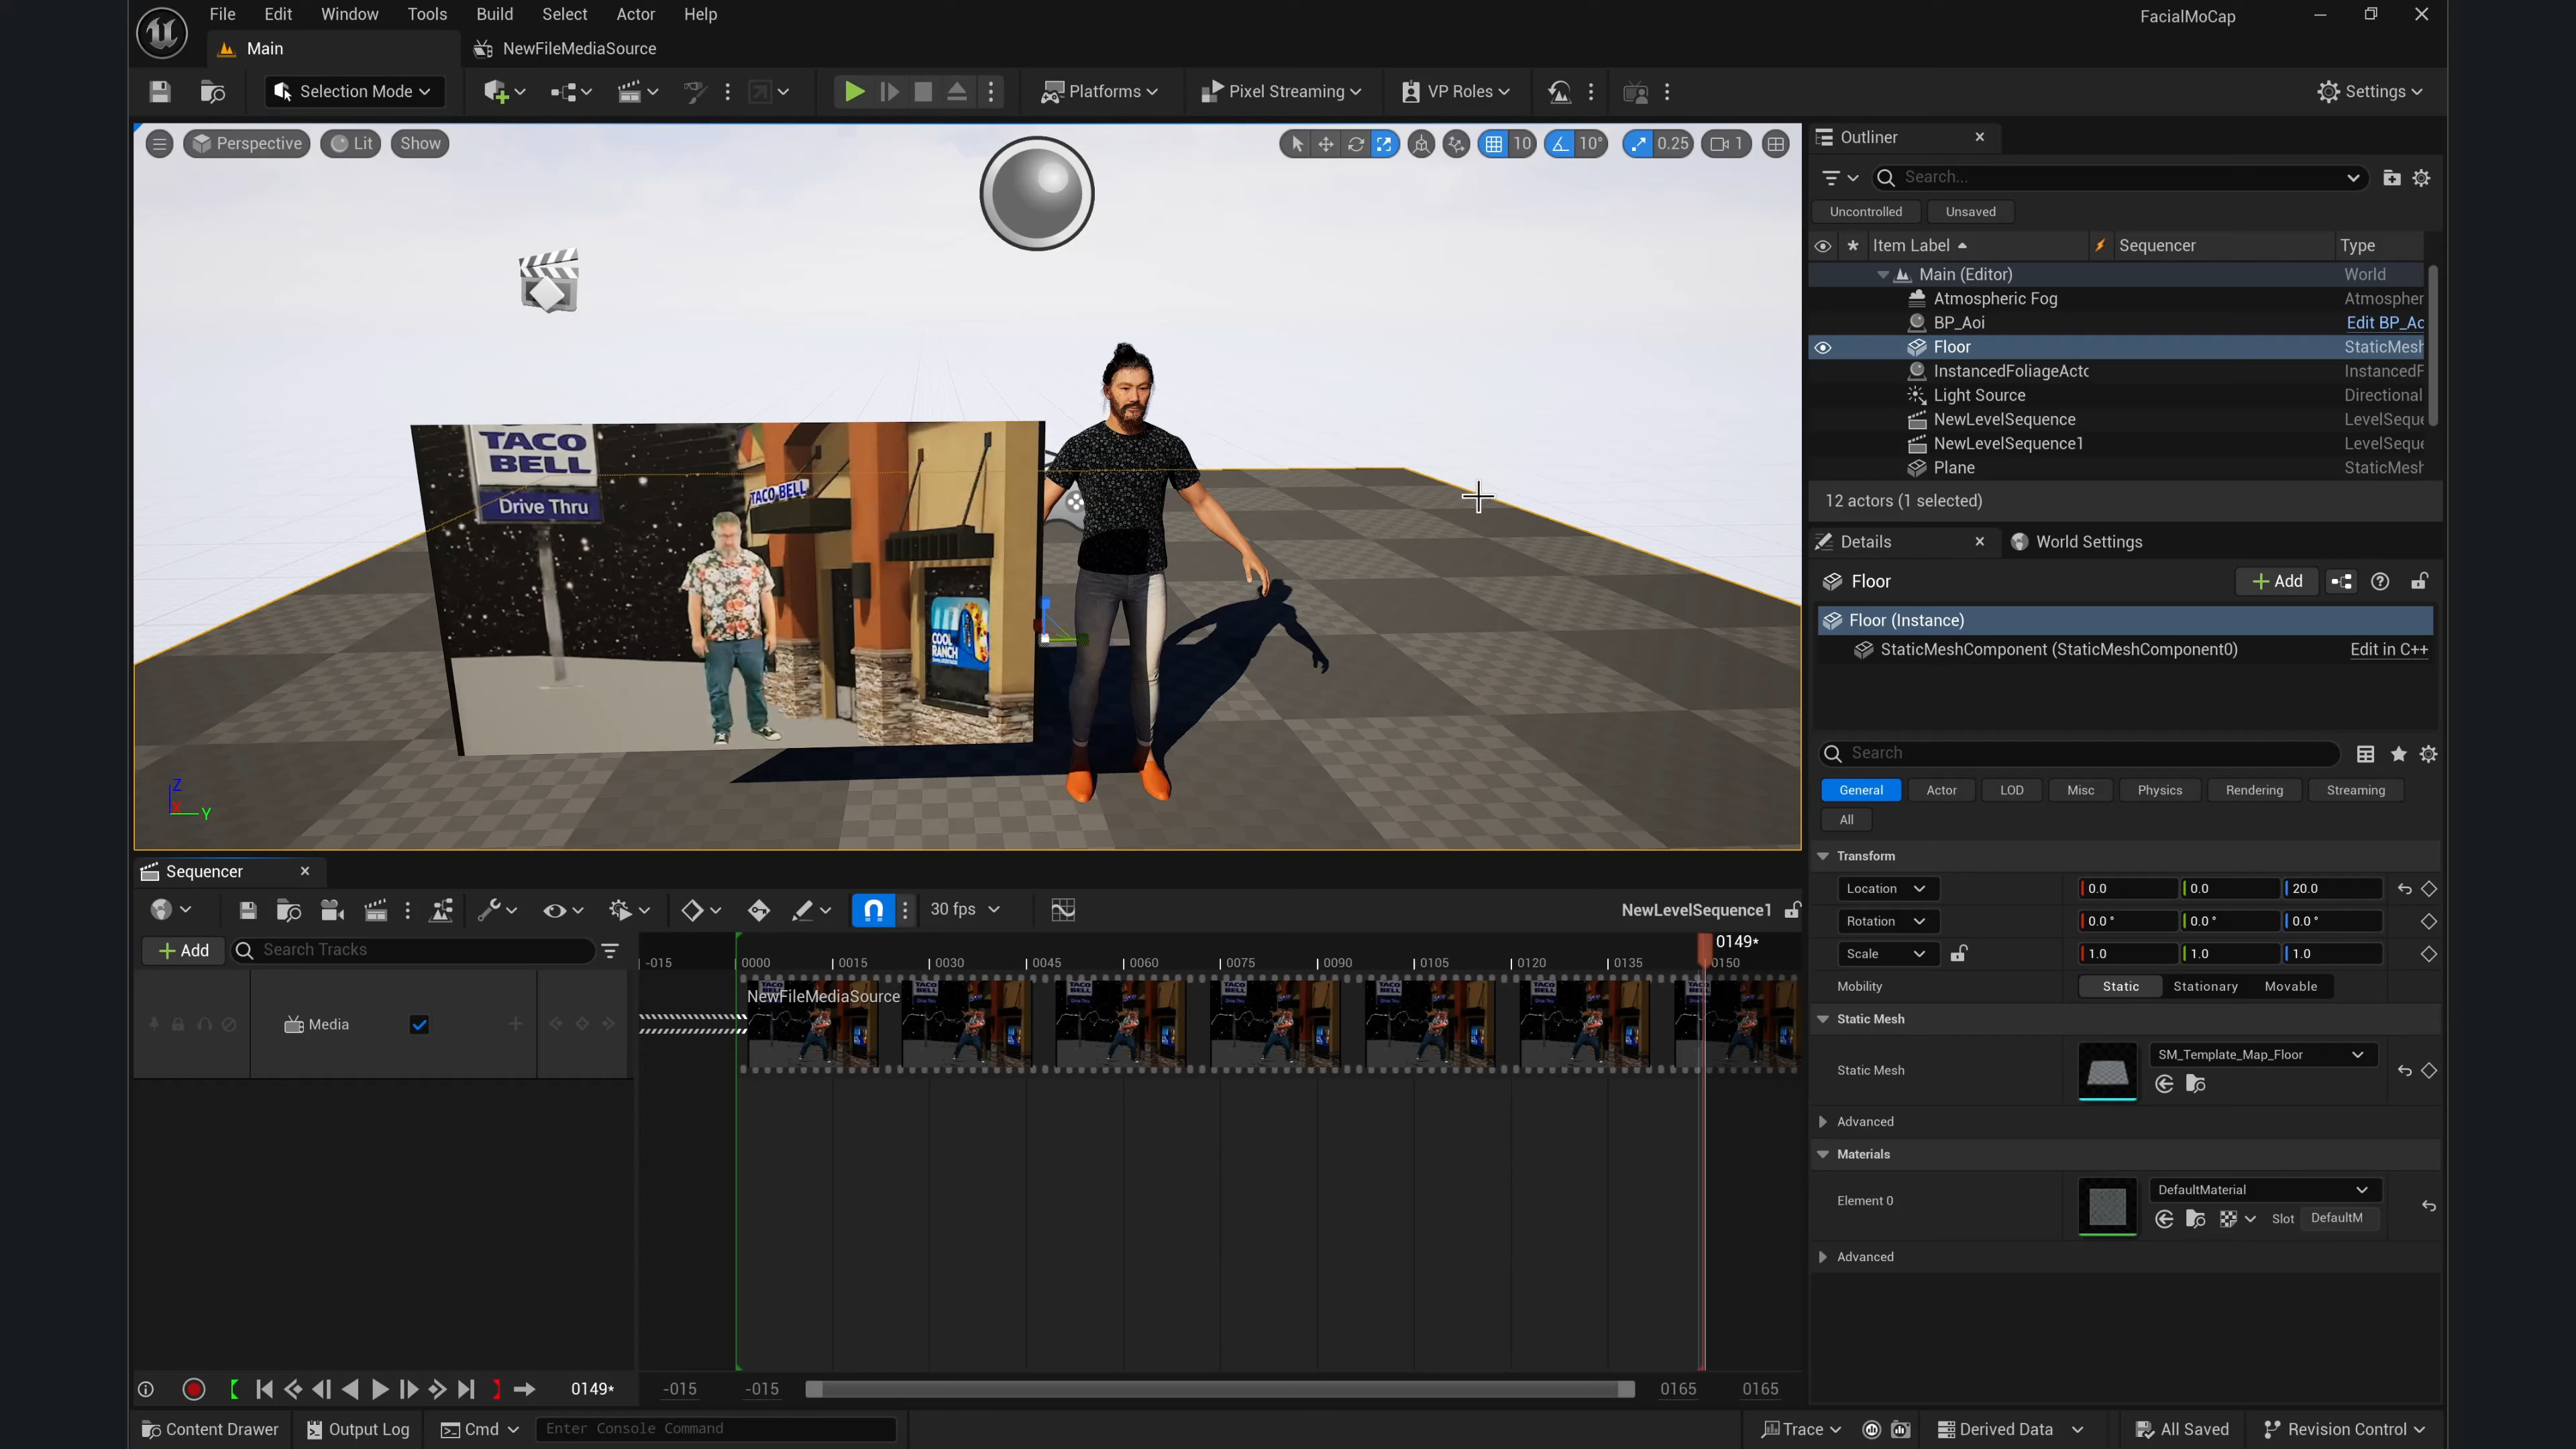 File Edit Window Tools Build Select Actor Help
FacialMoCap
Main
NewFileMediaSource
Selection Mode
Platforms
Pixel Streaming
VP Roles
Settings
Perspective
Lit
Show
10
10°
0.25
1
TACO
BELL
Drive Thru
TACO BELL
COOL
RANCH
Z
X
Y
Outliner
Search...
Uncontrolled
Unsaved
Item Label
Sequencer
Type
Main (Editor) World
Atmospheric Fog Atmospher
BP_Aoi Edit BP_Ao
Floor StaticMesh
InstancedFoliageActo InstancedF
Light Source Directional
NewLevelSequence LevelSeque
NewLevelSequence1 LevelSeque
Plane StaticMesh
12 actors (1 selected)
Details
World Settings
Floor
Add
Floor (Instance)
StaticMeshComponent (StaticMeshComponent0) Edit in C++
Search
General Actor LOD Misc Physics Rendering Streaming
All
Transform
Location 0.0 0.0 20.0
Rotation 0.0° 0.0° 0.0°
Scale 1.0 1.0 1.0
Mobility Static Stationary Movable
Static Mesh
Static Mesh SM_Template_Map_Floor
Advanced
Materials
Element 0 DefaultMaterial
Slot DefaultM
Advanced
Sequencer
30 fps
NewLevelSequence1
Add
Search Tracks
0149*
-015 0000 0015 0030 0045 0060 0075 0090 0105 0120 0135 0150
NewFileMediaSource
Media
0149*
-015 -015 0165 0165
Content Drawer
Output Log
Cmd
Enter Console Command
Trace
Derived Data
All Saved
Revision Control